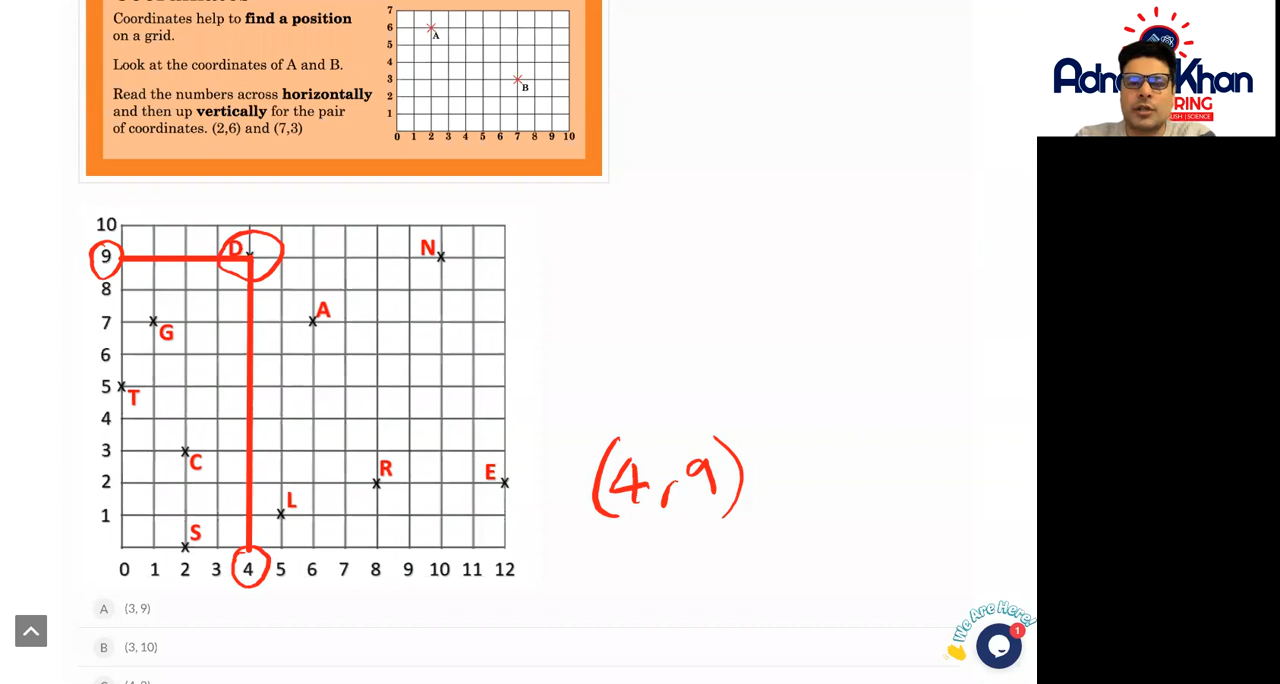 Coordinates help to find a position
on a grid.
Look at the coordinates of A and B.
Read the numbers across horizontally
and then up vertically for the pair
of coordinates. (2,6) and (7,3)
7
6
A
5
4
3
B
2
1
0 1 2 3 4 5 6 7 8 9 10
Adn Khan
RING
LISH | SCIENCE
10
D
N
9
8
A
7
G
6
5
T
4
3
C
R
E
2
L
1
S
0 1 2 3 4 5 6 7 8 9 10 11 12
(4,9)
A (3, 9)
B (3, 10)
We Are Here!
1